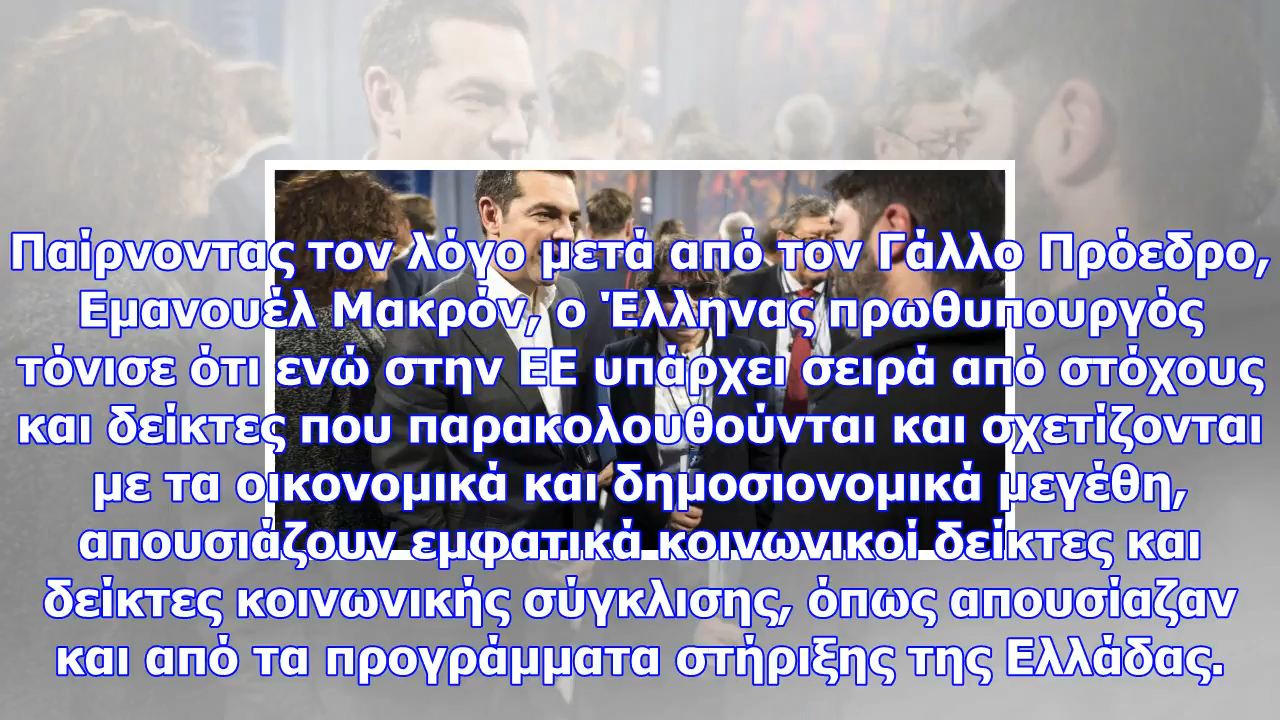 Παίρνοντας τον λόγο μετά από τον Γάλλο Πρόεδρο,
Εμανουέλ Μακρόν, ο Έλληνας πρωθυπουργός
τόνισε ότι ενώ στην ΕΕ υπάρχει σειρά από στόχους
και δείκτες που παρακολουθούνται και σχετίζονται
με τα οικονομικά και δημοσιονομικά μεγέθη,
απουσιάζουν εμφατικά κοινωνικοί δείκτες και
δείκτες κοινωνικής σύγκλισης, όπως απουσίαζαν
και από τα προγράμματα στήριξης της Ελλάδας.